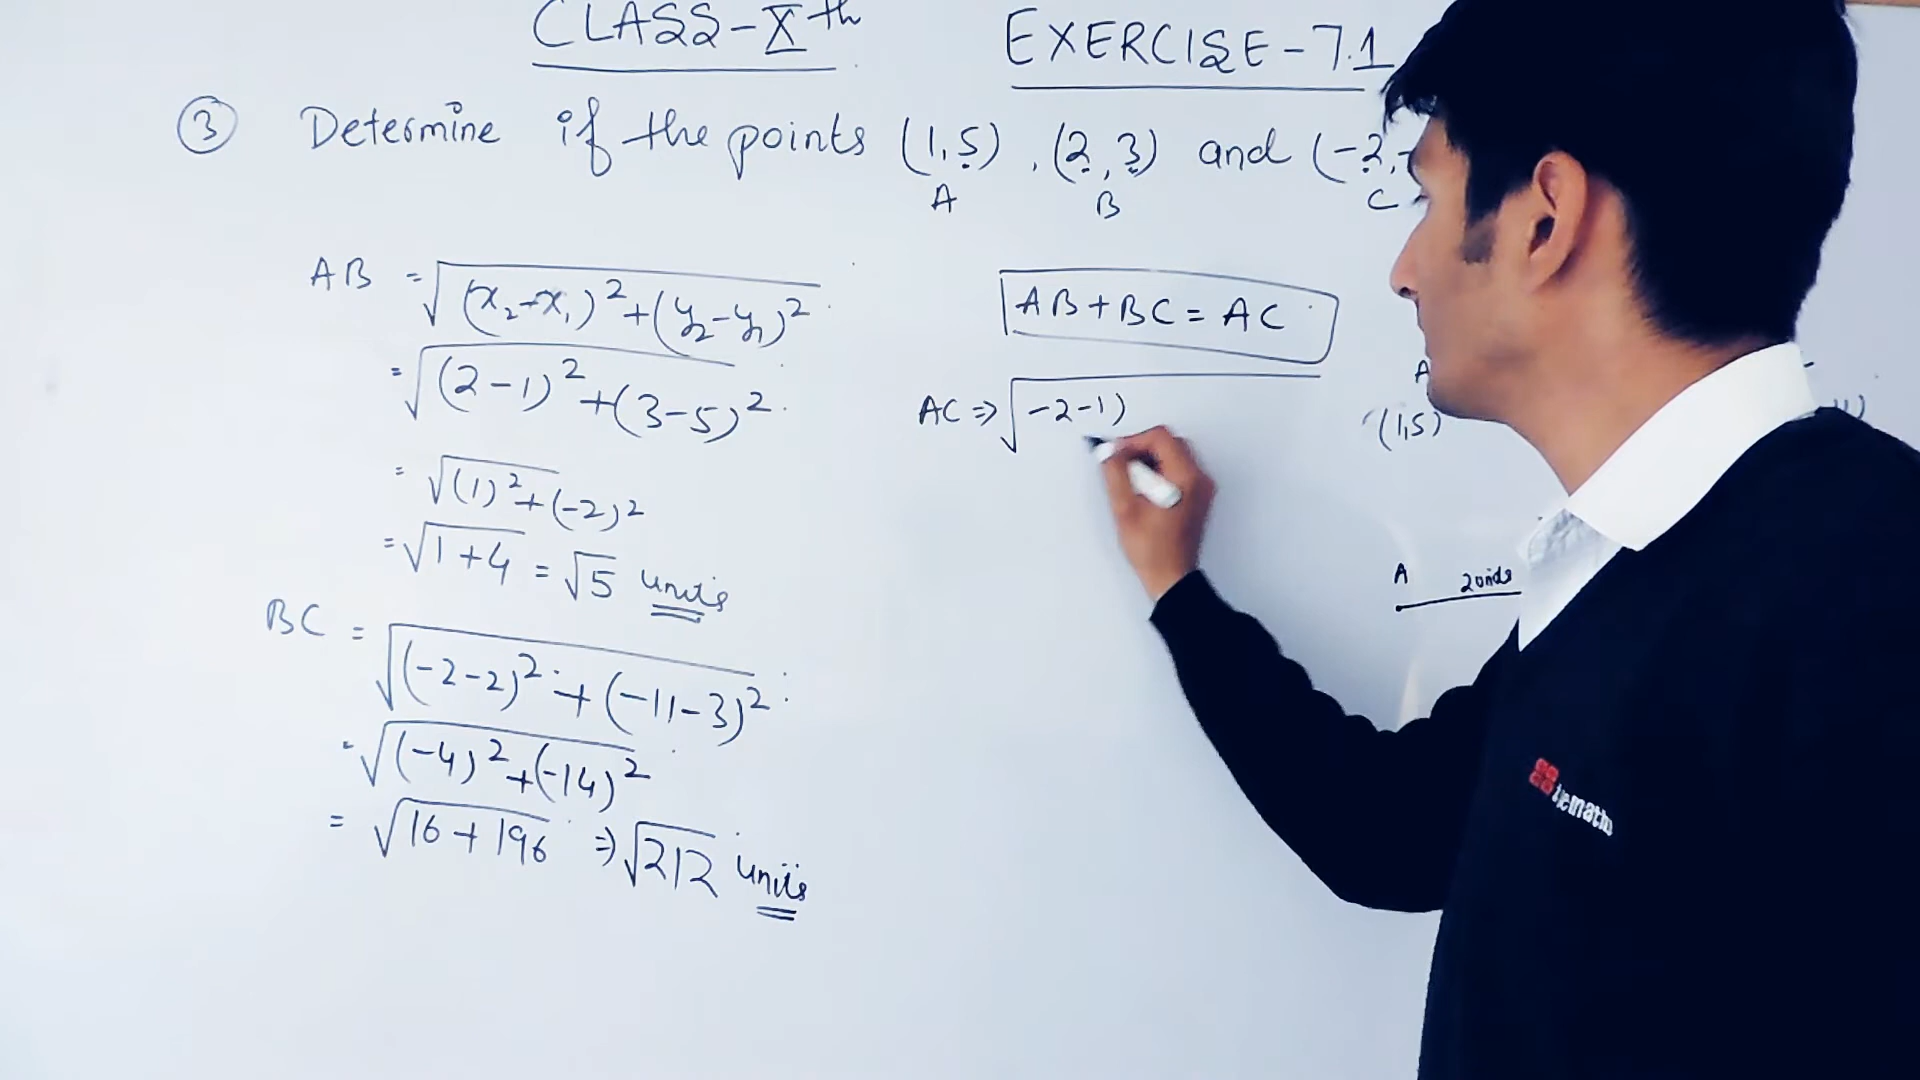 CLASS-Xth EXERCISE-7.1
③ Determine if the points (1,5), (2,3) and (-2,-
A B C
AB = √(x₂-x₁)²+(y₂-y₁)²
= √(2-1)²+(3-5)²
= √(1)²+(-2)²
= √1+4 = √5 units
BC = √(-2-2)²+(-11-3)²
= √(-4)²+(-14)²
= √16+196 ⇒ √212 units
AB+BC=AC
AC ⇒ √-2-1)
A
(1,5)
A 2units